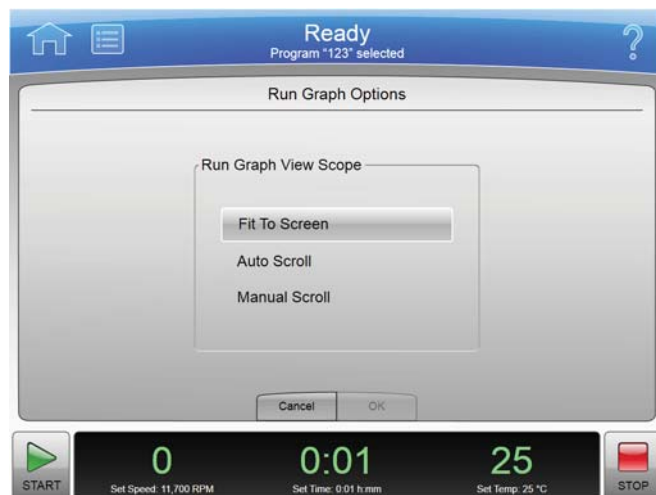 Ready
Program "123" selected
?
Run Graph Options
Run Graph View Scope
Fit To Screen
Auto Scroll
Manual Scroll
Cancel OK
0 0:01 25
START Set Speed: 11,700 RPM Set Time: 0:01 h:mm Set Temp: 25 °C STOP